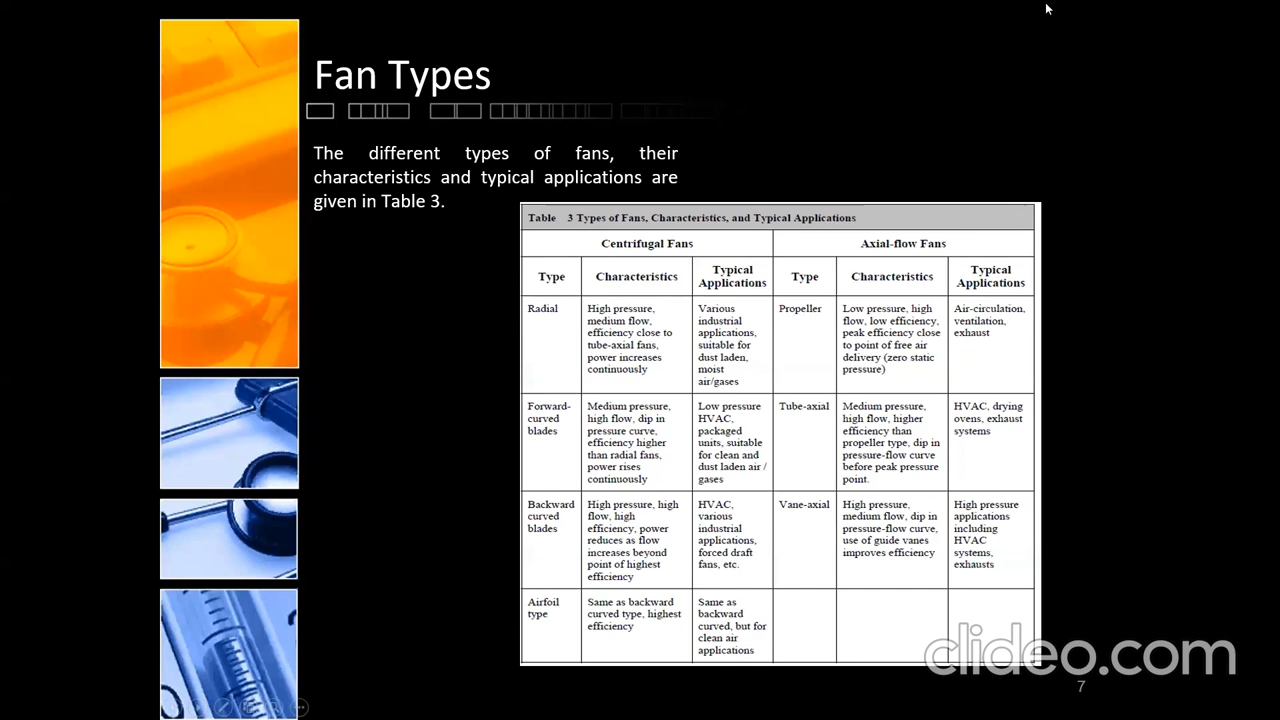 Fan Types
The different types of fans, their
characteristics and typical applications are
given in Table 3.
Table 3 Types of Fans, Characteristics, and Typical Applications
Centrifugal Fans
Axial-flow Fans
Type
Characteristics
Typical
Applications
Type
Characteristics
Typical
Applications
Radial
High pressure,
medium flow,
efficiency close to
tube-axial fans,
power increases
continuously
Various
industrial
applications,
suitable for
dust laden,
moist
air/gases
Propeller
Low pressure, high
flow, low efficiency,
peak efficiency close
to point of free air
delivery (zero static
pressure)
Air-circulation,
ventilation,
exhaust
Forward-
curved
blades
Medium pressure,
high flow, dip in
pressure curve,
efficiency higher
than radial fans,
power rises
continuously
Low pressure
HVAC,
packaged
units, suitable
for clean and
dust laden air /
gases
Tube-axial
Medium pressure,
high flow, higher
efficiency than
propeller type, dip in
pressure-flow curve
before peak pressure
point.
HVAC, drying
ovens, exhaust
systems
Backward
curved
blades
High pressure, high
flow, high
efficiency, power
reduces as flow
increases beyond
point of highest
efficiency
HVAC,
various
industrial
applications,
forced draft
fans, etc.
Vane-axial
High pressure,
medium flow, dip in
pressure-flow curve,
use of guide vanes
improves efficiency
High pressure
applications
including
HVAC
systems,
exhausts
Airfoil
type
Same as backward
curved type, highest
efficiency
Same as
backward
curved, but for
clean air
applications
clideo.com
7